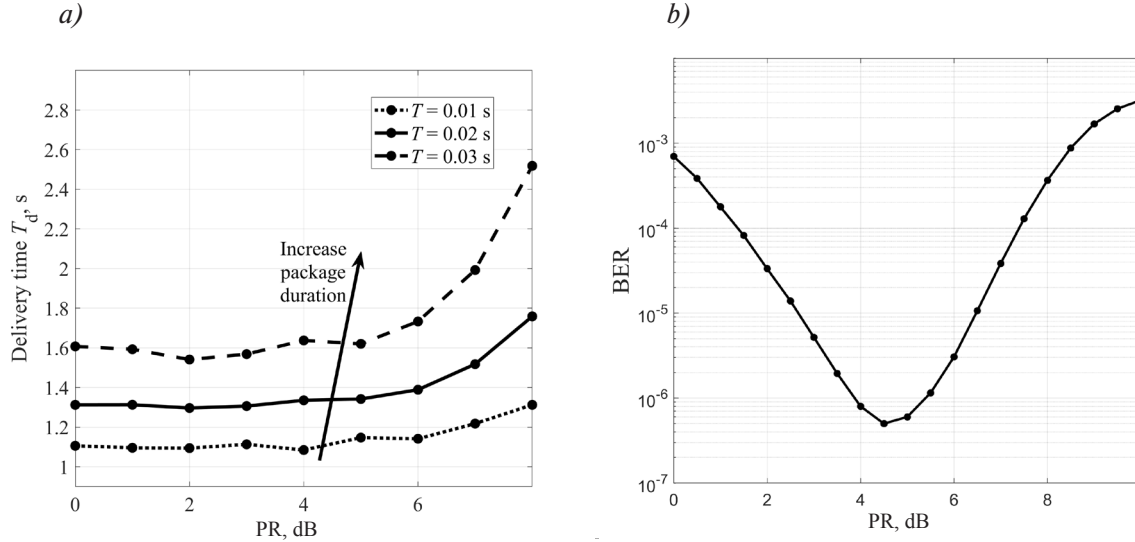 a)
2.8
2.6
2.4
2.2
2
1.8
1.6
1.4
1.2
1
0
2
4
6
Delivery time Td, s
PR, dB
T = 0.01 s
T = 0.02 s
T = 0.03 s
Increase
package
duration
b)
10-3
10-4
10-5
10-6
10-7
0
2
4
6
8
BER
PR, dB